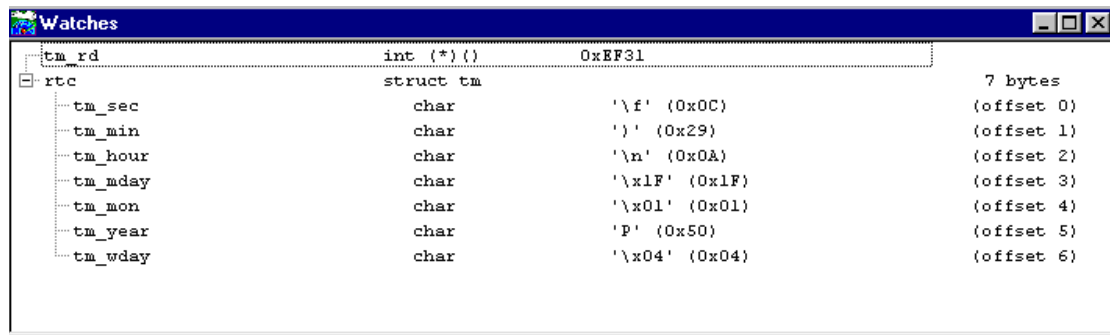 Watches
tm_rd int (*)() 0xEF31
rtc struct tm 7 bytes
tm_sec char '\f' (0x0C) (offset 0)
tm_min char ')' (0x29) (offset 1)
tm_hour char '\n' (0x0A) (offset 2)
tm_mday char '\x1F' (0x1F) (offset 3)
tm_mon char '\x01' (0x01) (offset 4)
tm_year char 'P' (0x50) (offset 5)
tm_wday char '\x04' (0x04) (offset 6)